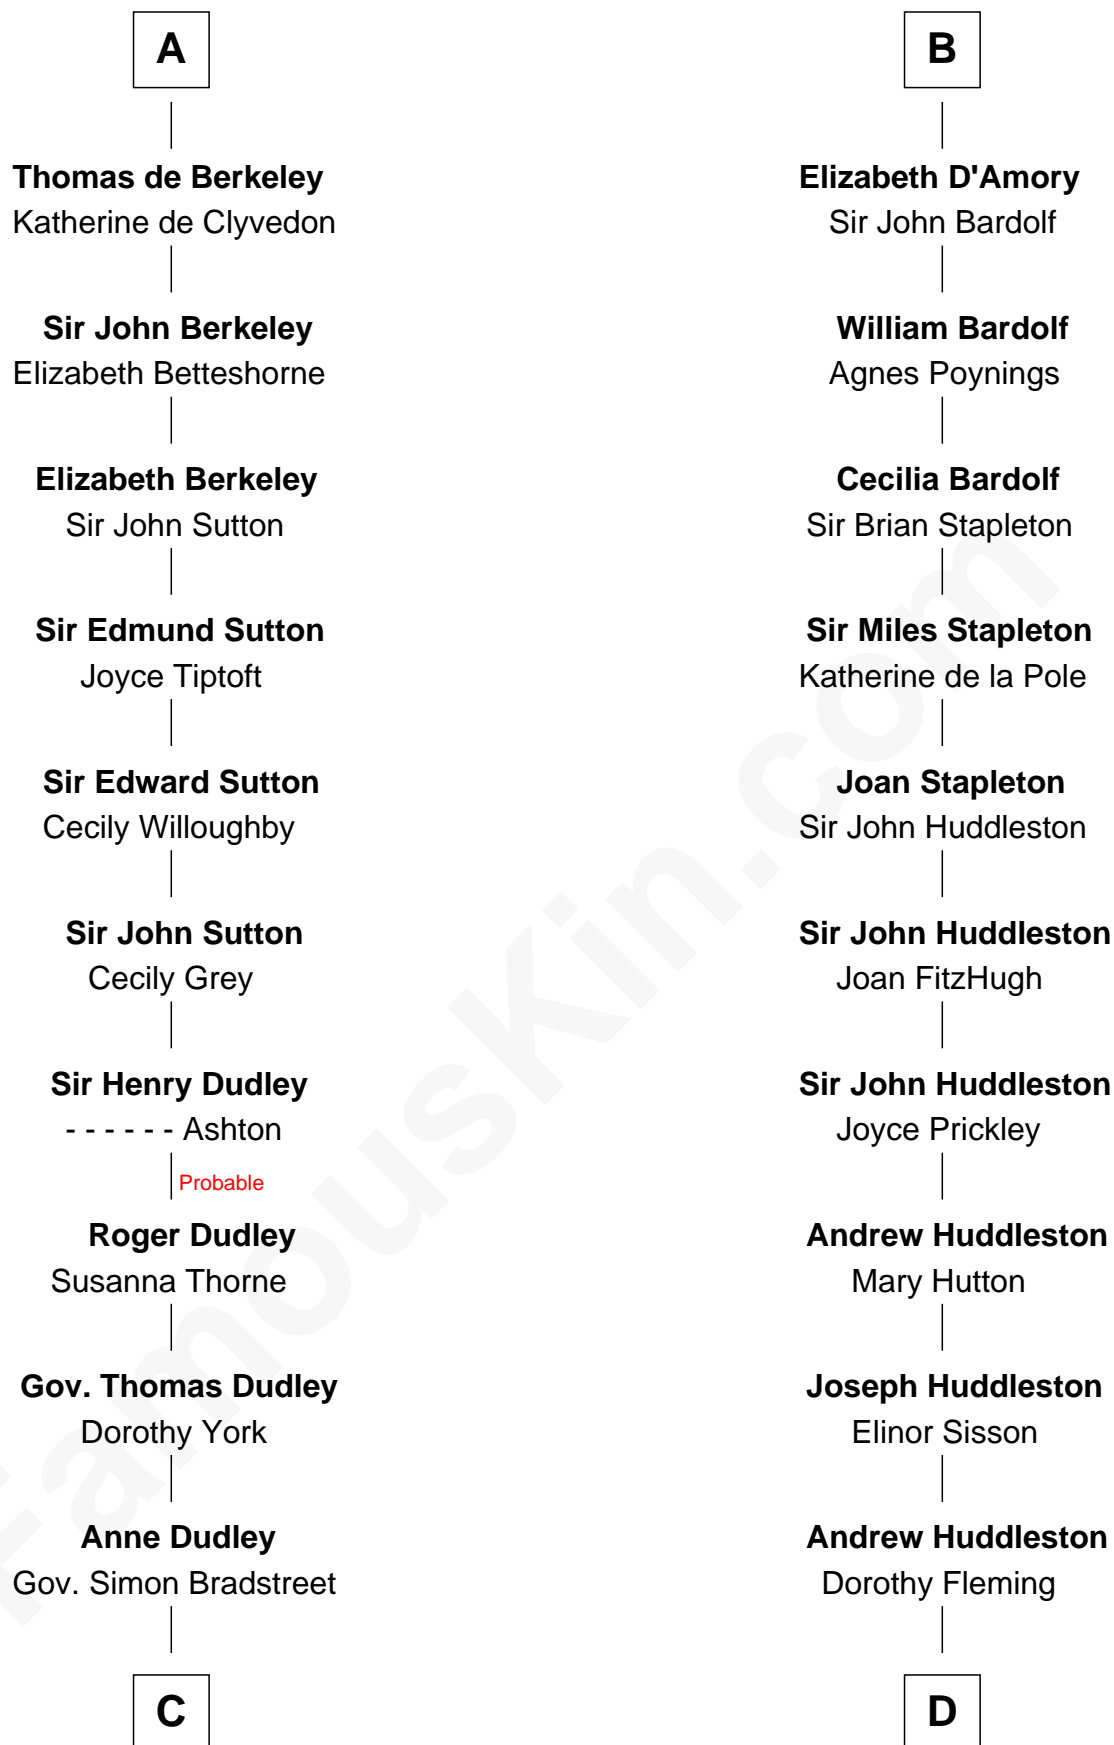 A
Thomas de Berkeley
Katherine de Clyvedon
Sir John Berkeley
Elizabeth Betteshorne
Elizabeth Berkeley
Sir John Sutton
Sir Edmund Sutton
Joyce Tiptoft
Sir Edward Sutton
Cecily Willoughby
Sir John Sutton
Cecily Grey
Sir Henry Dudley
- - - - - - Ashton
Probable
Roger Dudley
Susanna Thorne
Gov. Thomas Dudley
Dorothy York
Anne Dudley
Gov. Simon Bradstreet
C
B
Elizabeth D'Amory
Sir John Bardolf
William Bardolf
Agnes Poynings
Cecilia Bardolf
Sir Brian Stapleton
Sir Miles Stapleton
Katherine de la Pole
Joan Stapleton
Sir John Huddleston
Sir John Huddleston
Joan FitzHugh
Sir John Huddleston
Joyce Prickley
Andrew Huddleston
Mary Hutton
Joseph Huddleston
Elinor Sisson
Andrew Huddleston
Dorothy Fleming
D
FamousKin.com